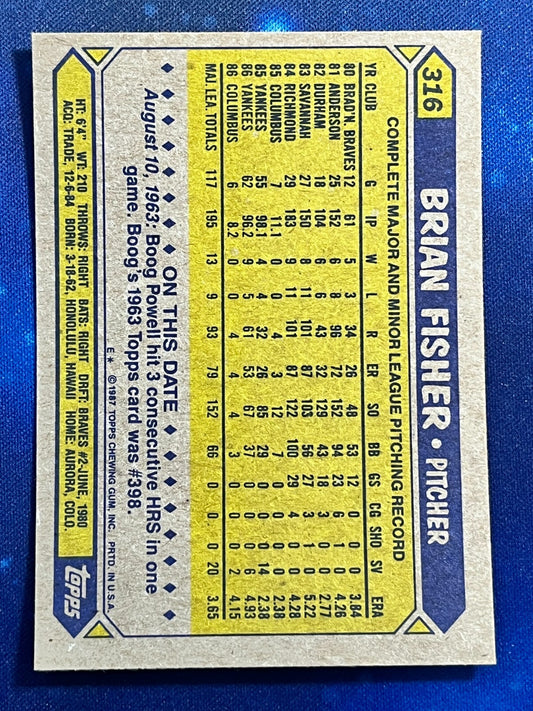 316 BRIAN FISHER • PITCHER
COMPLETE MAJOR AND MINOR LEAGUE PITCHING RECORD
YR CLUB G IP W L R ER SO BB GS CG SHO SV ERA
80 BRAD'N. BRAVES 12 61 5 3 34 26 48 53 12 0 0 0 3.84
81 ANDERSON 25 152 6 8 96 72 152 94 23 6 1 0 4.26
82 DURHAM 18 104 6 6 43 32 129 43 18 3 0 0 2.77
83 SAVANNAH 27 150 8 11 101 87 103 56 27 3 1 0 5.22
84 RICHMOND 29 183 9 11 101 87 122 100 29 4 0 0 4.28
85 COLUMBUS 7 11.1 0 0 4 3 12 7 0 0 0 2.38
85 YANKEES 55 98.1 4 4 32 26 85 29 0 0 0 14 2.38
86 YANKEES 62 96.2 9 5 61 53 67 37 0 0 0 6 4.93
86 COLUMBUS 6 8.2 0 0 4 4 4 3 0 0 0 2 4.15
MAJ. LEA. TOTALS 117 195 13 9 93 79 152 66 0 0 0 20 3.65
ON THIS DATE
August 10, 1963: Boog Powell hit 3 consecutive HRS in one
game. Boog's 1963 Topps card was #398.
E* ©1987 TOPPS CHEWING GUM, INC. PRTD. IN U.S.A.
HT: 6'4" WT: 210 THROWS: RIGHT BATS: RIGHT DRFT: BRAVES #2-JUNE, 1980
ACQ: TRADE, 12-6-84 BORN: 3-18-62, HONOLULU, HAWAII HOME: AURORA, COLO.
TOPPS